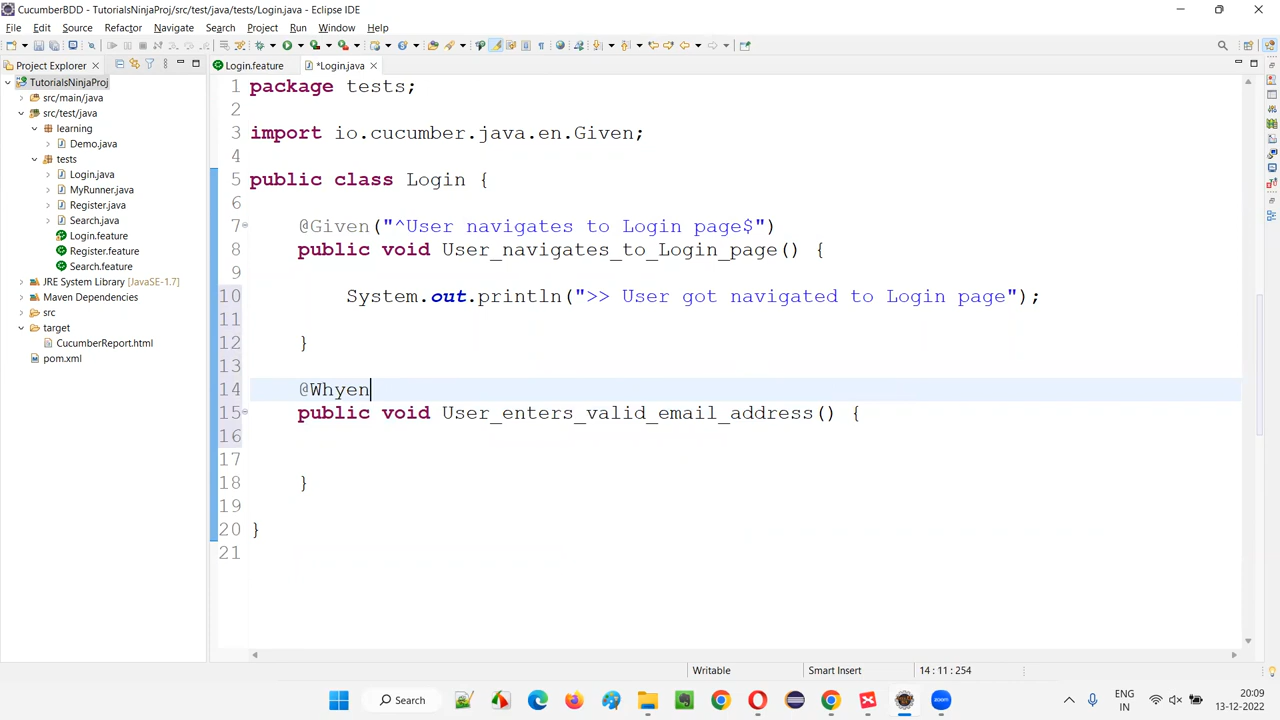 CucumberBDD - TutorialsNinjaProj/src/test/java/tests/Login.java - Eclipse IDE
File Edit Source Refactor Navigate Search Project Run Window Help
Project Explorer
Login.feature
*Login.java
TutorialsNinjaProj
src/main/java
src/test/java
learning
Demo.java
tests
Login.java
MyRunner.java
Register.java
Search.java
Login.feature
Register.feature
Search.feature
JRE System Library [JavaSE-1.7]
Maven Dependencies
src
target
CucumberReport.html
pom.xml
1 package tests;
2
3 import io.cucumber.java.en.Given;
4
5 public class Login {
6
7 @Given("^User navigates to Login page$")
8 public void User_navigates_to_Login_page() {
9
10 System.out.println(">> User got navigated to Login page");
11
12 }
13
14 @Whyen
15 public void User_enters_valid_email_address() {
16
17
18 }
19
20 }
21
Writable Smart Insert 14 : 11 : 254
Search
zoom
ENG
IN
20:09
13-12-2022